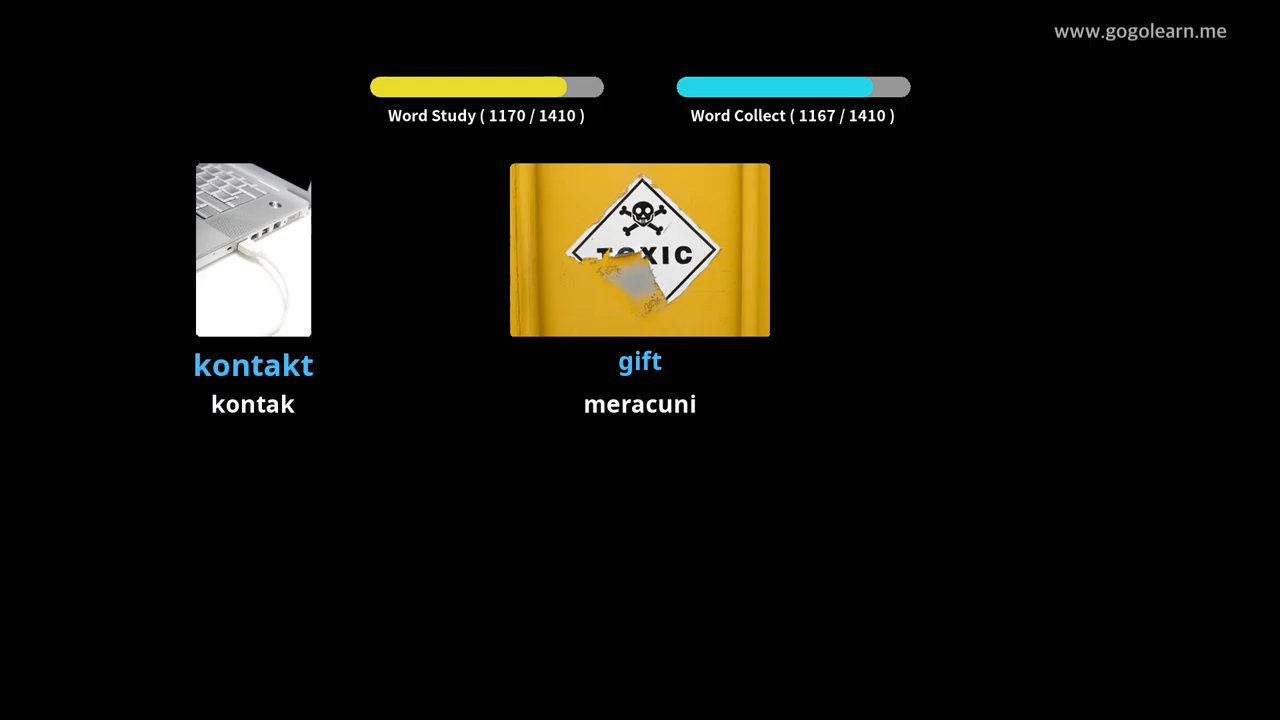 www.gogolearn.me
Word Study ( 1170 / 1410 )
Word Collect ( 1167 / 1410 )
TOXIC
kontakt
gift
kontak
meracuni